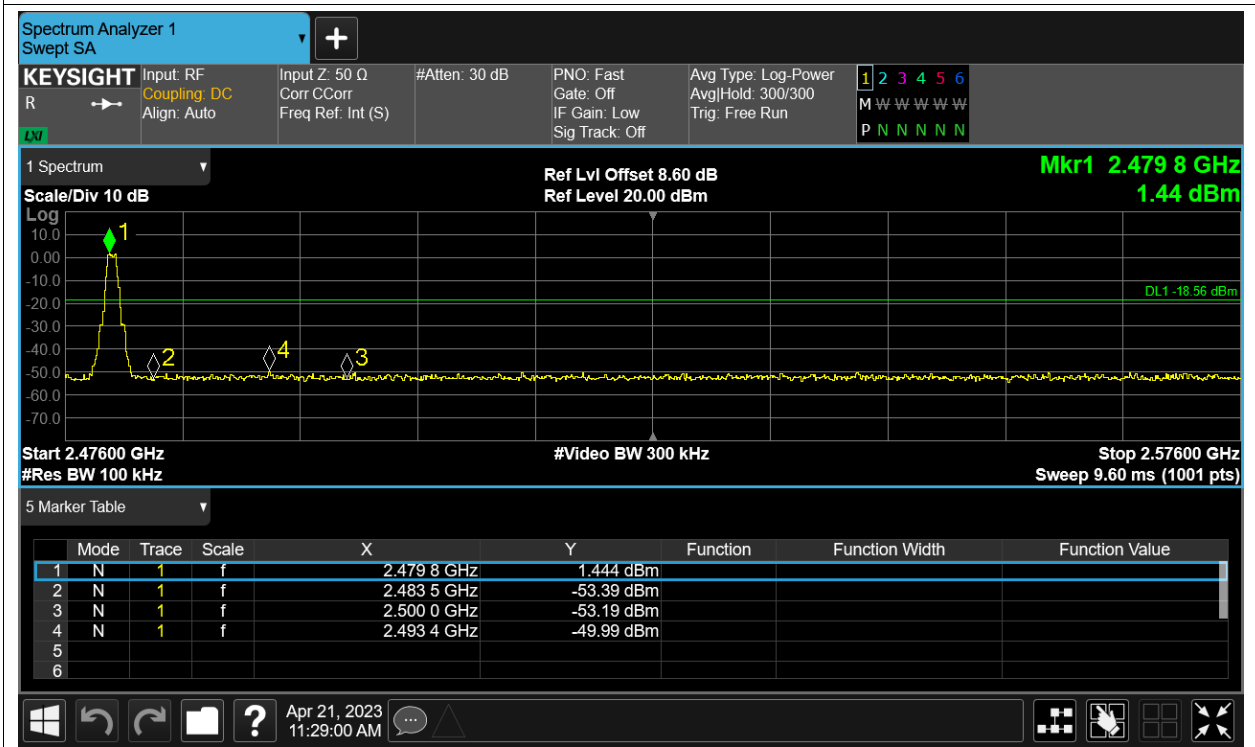 Spectrum Analyzer 1
Swept SA
+
KEYSIGHT Input: RF Input Z: 50 Ω #Atten: 30 dB PNO: Fast Avg Type: Log-Power 1 2 3 4 5 6
R Coupling: DC Corr CCorr Gate: Off Avg|Hold: 300/300 M W W W W W
Align: Auto Freq Ref: Int (S) IF Gain: Low Trig: Free Run
LXI Sig Track: Off P N N N N N
1 Spectrum Ref Lvl Offset 8.60 dB Mkr1 2.479 8 GHz
Scale/Div 10 dB Ref Level 20.00 dBm 1.44 dBm
Log
10.0 1
0.00
-10.0
DL1 -18.56 dBm
-20.0
-30.0
-40.0
2 4 3
-50.0
-60.0
-70.0
Start 2.47600 GHz #Video BW 300 kHz Stop 2.57600 GHz
#Res BW 100 kHz Sweep 9.60 ms (1001 pts)
5 Marker Table
Mode Trace Scale X Y Function Function Width Function Value
1 N 1 f 2.479 8 GHz 1.444 dBm
2 N 1 f 2.483 5 GHz -53.39 dBm
3 N 1 f 2.500 0 GHz -53.19 dBm
4 N 1 f 2.493 4 GHz -49.99 dBm
5
6
? Apr 21, 2023
11:29:00 AM